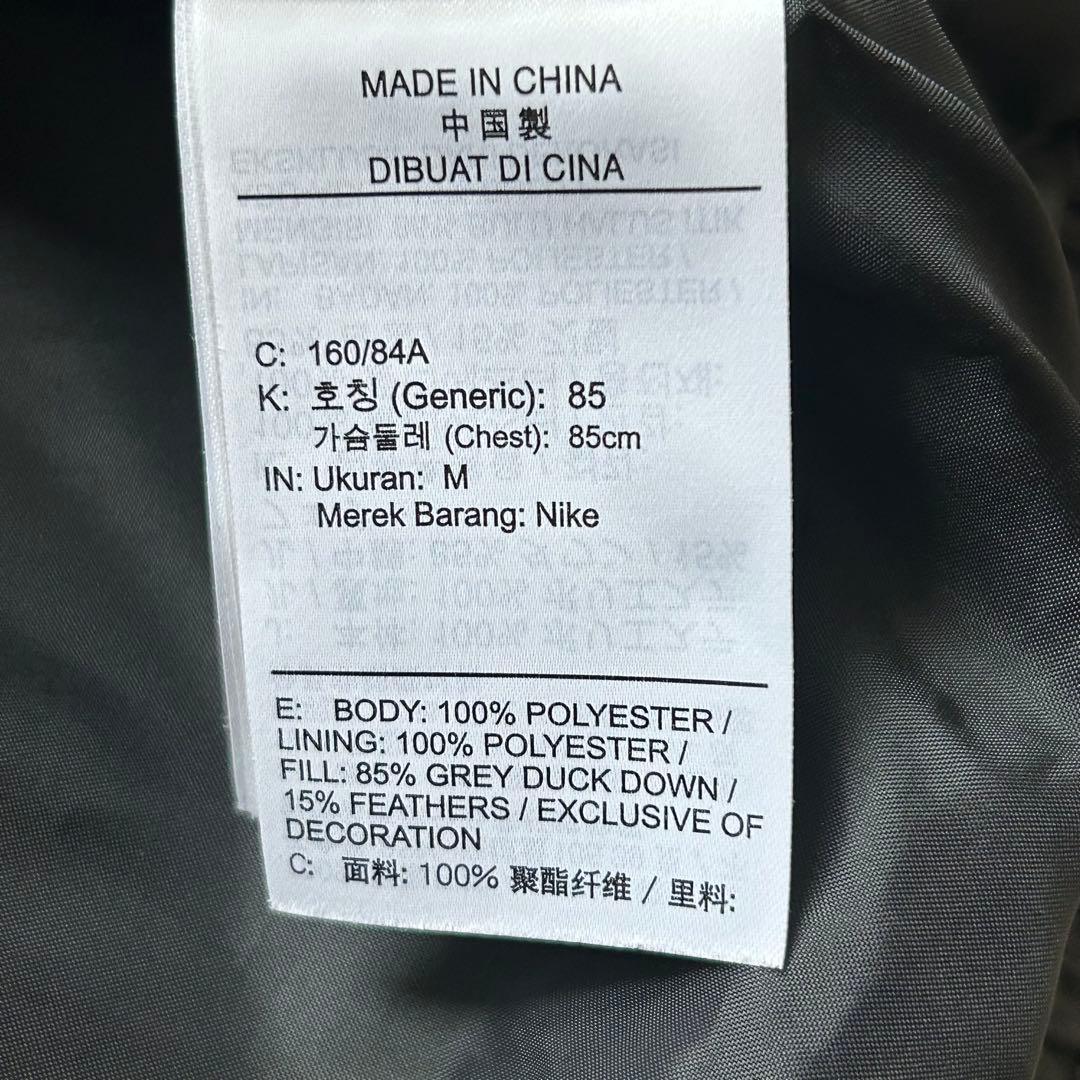 MADE IN CHINA
中国製
DIBUAT DI CINA
C: 160/84A
K: 호칭 (Generic): 85
가슴둘레 (Chest): 85cm
IN: Ukuran: M
Merek Barang: Nike
E: BODY: 100% POLYESTER /
LINING: 100% POLYESTER /
FILL: 85% GREY DUCK DOWN /
15% FEATHERS / EXCLUSIVE OF
DECORATION
C: 面料: 100% 聚酯纤维 / 里料: